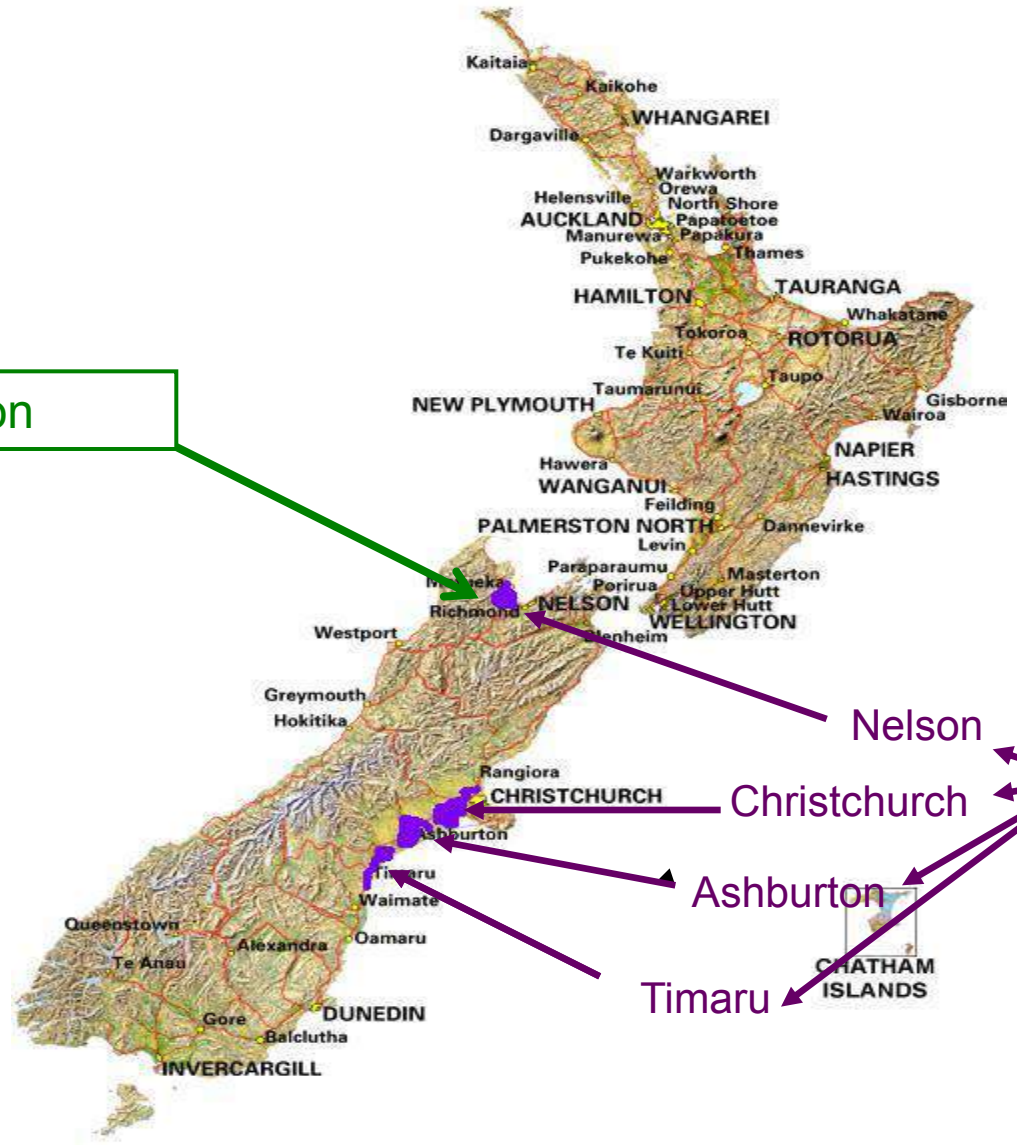 Kaitaia
Kaikohe
WHANGAREI
Dargaville
Warkworth
Orewa
Helensville
North Shore
AUCKLAND
Papatoetoe
Manurewa
Papakura
Pukekohe
Thames
TAURANGA
HAMILTON
Whakatane
Tokoroa
ROTORUA
Te Kuiti
Taupo
Taumarunui
Gisborne
NEW PLYMOUTH
Wairoa
on
NAPIER
Hawera
HASTINGS
WANGANUI
Feilding
PALMERSTON NORTH
Dannevirke
Levin
Paraparaumu
Masterton
Motueka
Porirua
Upper Hutt
Richmond
NELSON
Lower Hutt
WELLINGTON
Westport
Blenheim
Greymouth
Hokitika
Nelson
Rangiora
CHRISTCHURCH
Christchurch
Ashburton
Timaru
Ashburton
Waimate
Queenstown
Oamaru
Alexandra
Te Anau
CHATHAM
ISLANDS
Timaru
DUNEDIN
Gore
Balclutha
INVERCARGILL